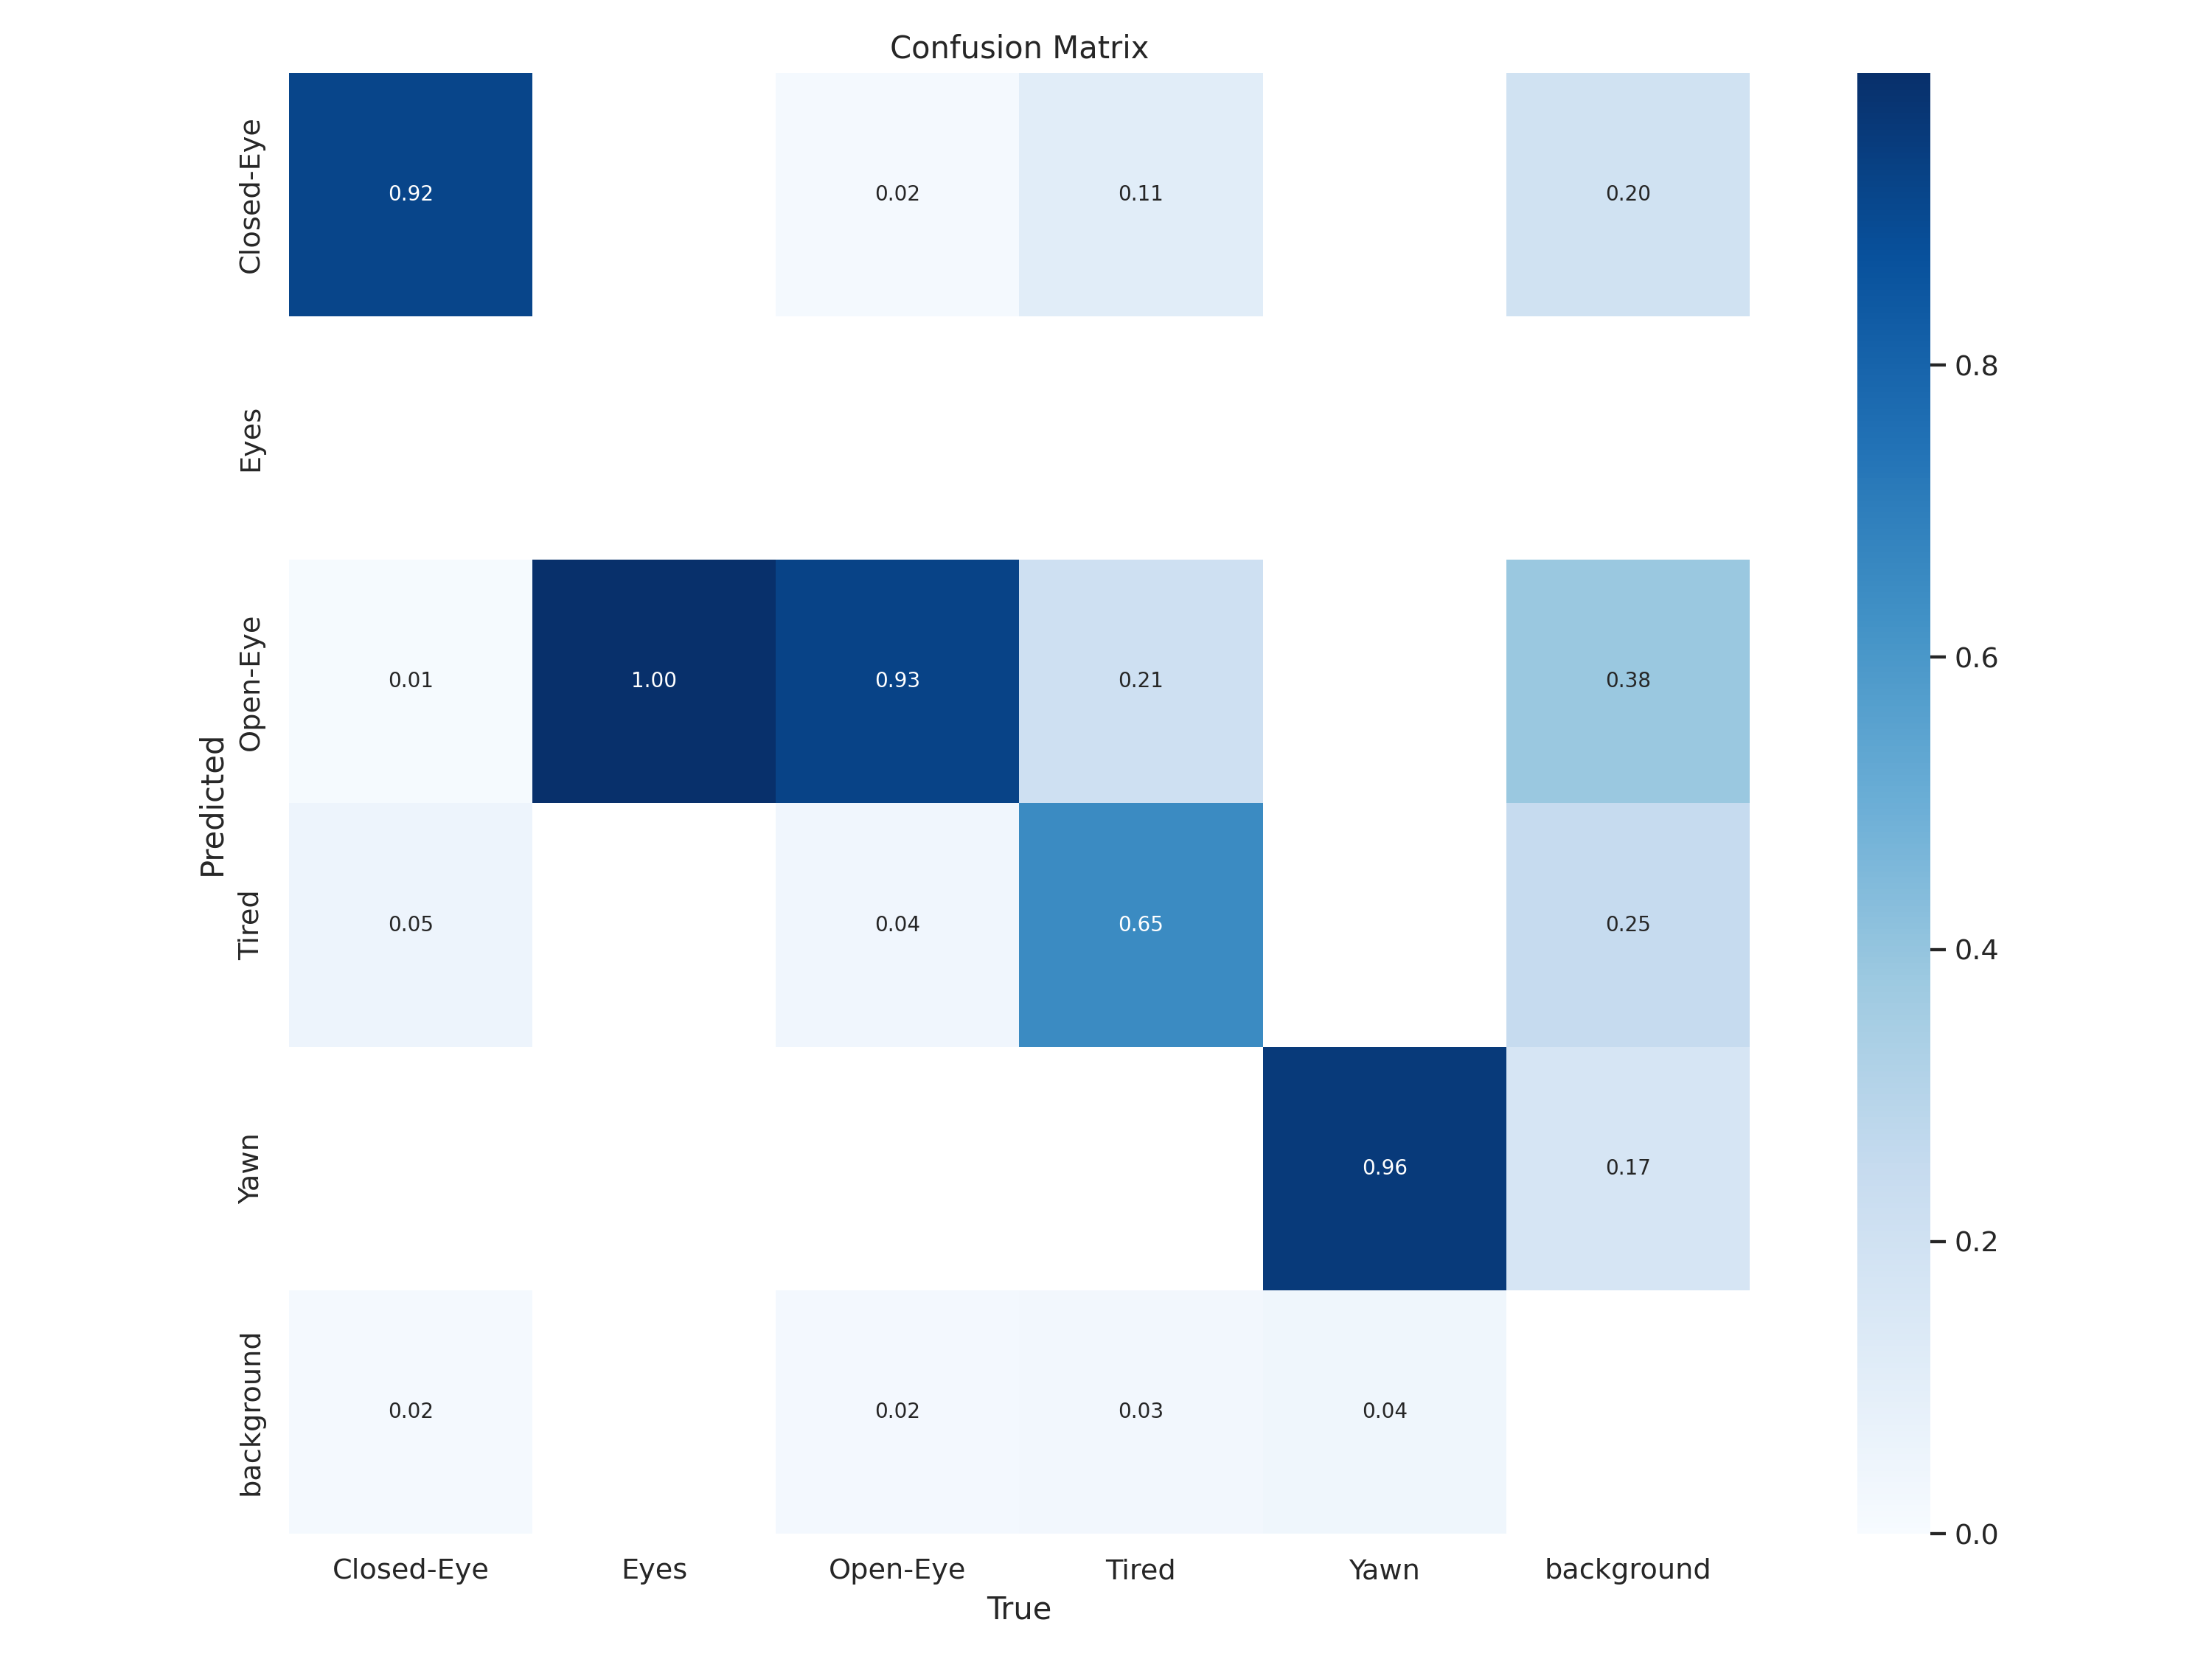 Confusion Matrix
Closed-Eye
0.92
0.02
0.11
0.20
Eyes
Open-Eye
0.01
1.00
0.93
0.21
0.38
Predicted
Tired
0.05
0.04
0.65
0.25
Yawn
0.96
0.17
background
0.02
0.02
0.03
0.04
Closed-Eye
Eyes
Open-Eye
Tired
Yawn
background
True
0.8
0.6
0.4
0.2
0.0